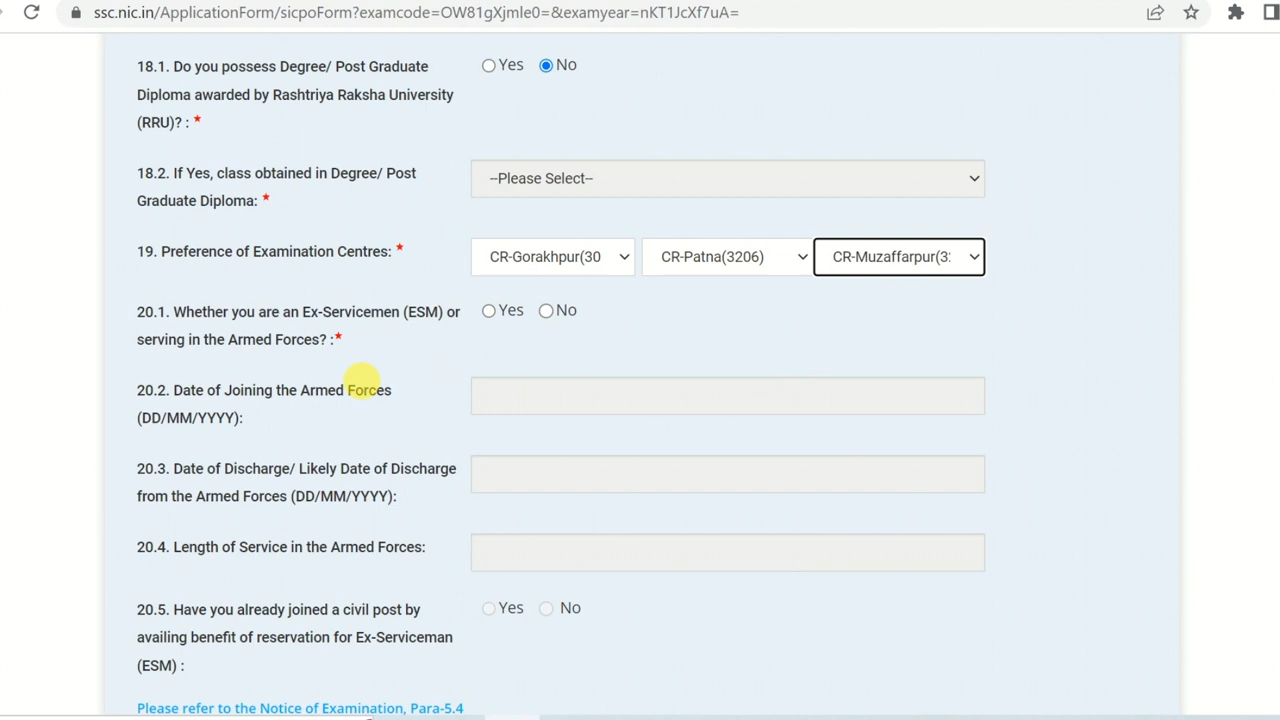 ssc.nic.in/ApplicationForm/sicpoForm?examcode=OW81gXjmle0=&examyear=nKT1JcXf7uA=
18.1. Do you possess Degree/ Post Graduate
Diploma awarded by Rashtriya Raksha University
(RRU)? : *
Yes No
18.2. If Yes, class obtained in Degree/ Post
Graduate Diploma: *
--Please Select--
19. Preference of Examination Centres: *
CR-Gorakhpur(30 CR-Patna(3206) CR-Muzaffarpur(3
20.1. Whether you are an Ex-Servicemen (ESM) or
serving in the Armed Forces? :*
Yes No
20.2. Date of Joining the Armed Forces
(DD/MM/YYYY):
20.3. Date of Discharge/ Likely Date of Discharge
from the Armed Forces (DD/MM/YYYY):
20.4. Length of Service in the Armed Forces:
20.5. Have you already joined a civil post by
availing benefit of reservation for Ex-Serviceman
(ESM) :
Yes No
Please refer to the Notice of Examination, Para-5.4